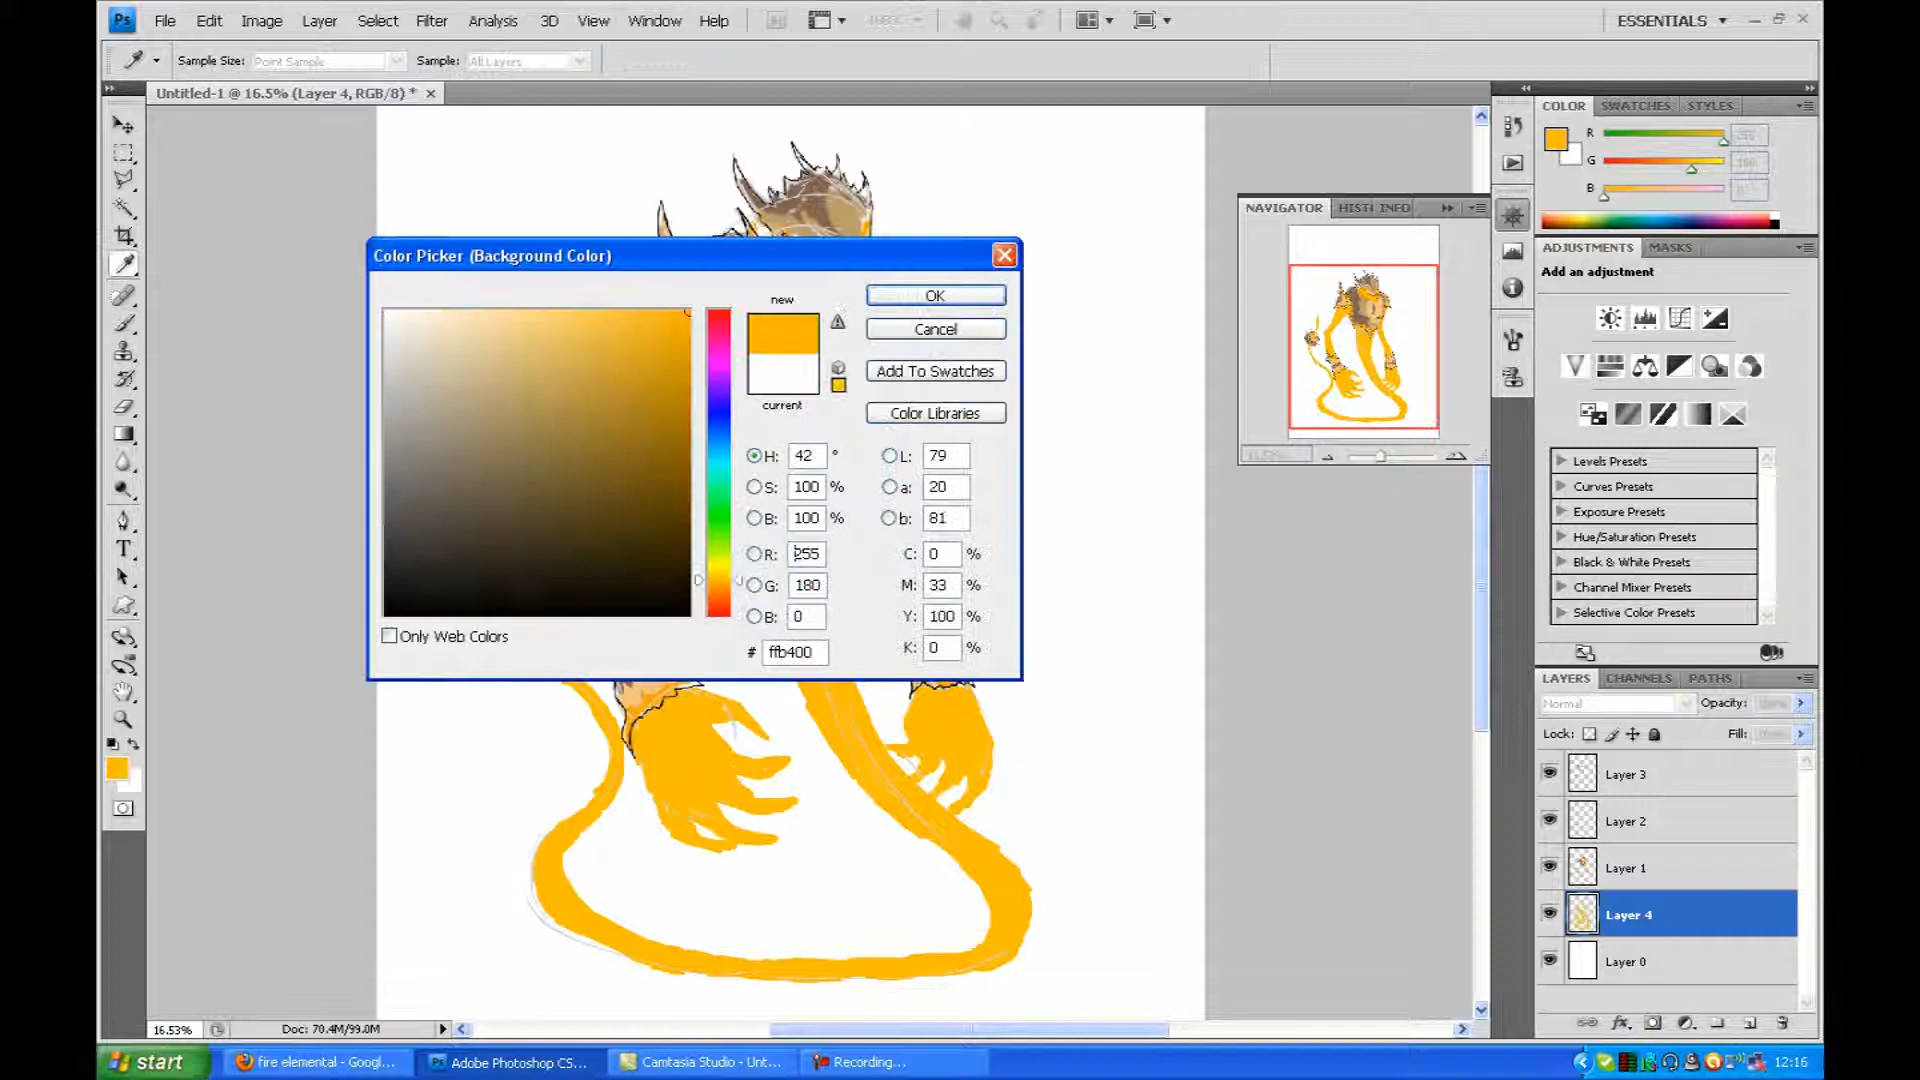 Ps File Edit Image Layer Select Filter Analysis 3D View Window Help ESSENTIALS
Sample Size: Point Sample Sample: All Layers
Untitled-1 @ 16.5% (Layer 4, RGB/8) *
COLOR SWATCHES STYLES
R
G
B
NAVIGATOR HISTI INFO
ADJUSTMENTS MASKS
Add an adjustment
Color Picker (Background Color)
new
current
OK
Cancel
Add To Swatches
Color Libraries
H: 42 °
S: 100 %
B: 100 %
R: 255
G: 180
B: 0
# ffb400
L: 79
a: 20
b: 81
C: 0 %
M: 33 %
Y: 100 %
K: 0 %
Only Web Colors
Levels Presets
Curves Presets
Exposure Presets
Hue/Saturation Presets
Black & White Presets
Channel Mixer Presets
Selective Color Presets
LAYERS CHANNELS PATHS
Normal Opacity:
Lock: Fill:
Layer 3
Layer 2
Layer 1
Layer 4
Layer 0
fx
16.53% Doc: 70.4M/99.0M
start fire elemental - Googl... Adobe Photoshop CS... Camtasia Studio - Unt... Recording... 12:16